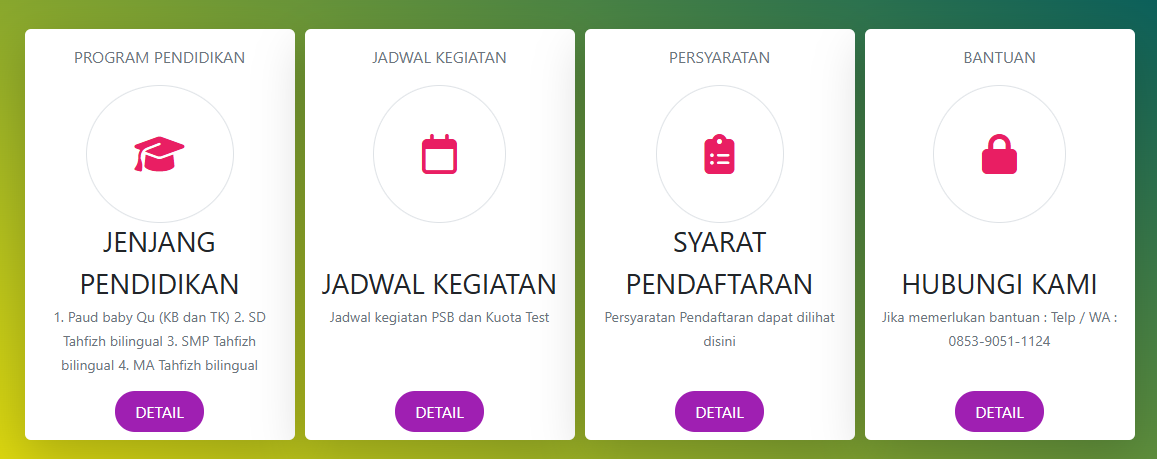 PROGRAM PENDIDIKAN
JENJANG
PENDIDIKAN
1. Paud baby Qu (KB dan TK) 2. SD
Tahfizh bilingual 3. SMP Tahfizh
bilingual 4. MA Tahfizh bilingual
DETAIL
JADWAL KEGIATAN
JADWAL KEGIATAN
Jadwal kegiatan PSB dan Kuota Test
DETAIL
PERSYARATAN
SYARAT
PENDAFTARAN
Persyaratan Pendaftaran dapat dilihat
disini
DETAIL
BANTUAN
HUBUNGI KAMI
Jika memerlukan bantuan : Telp / WA :
0853-9051-1124
DETAIL